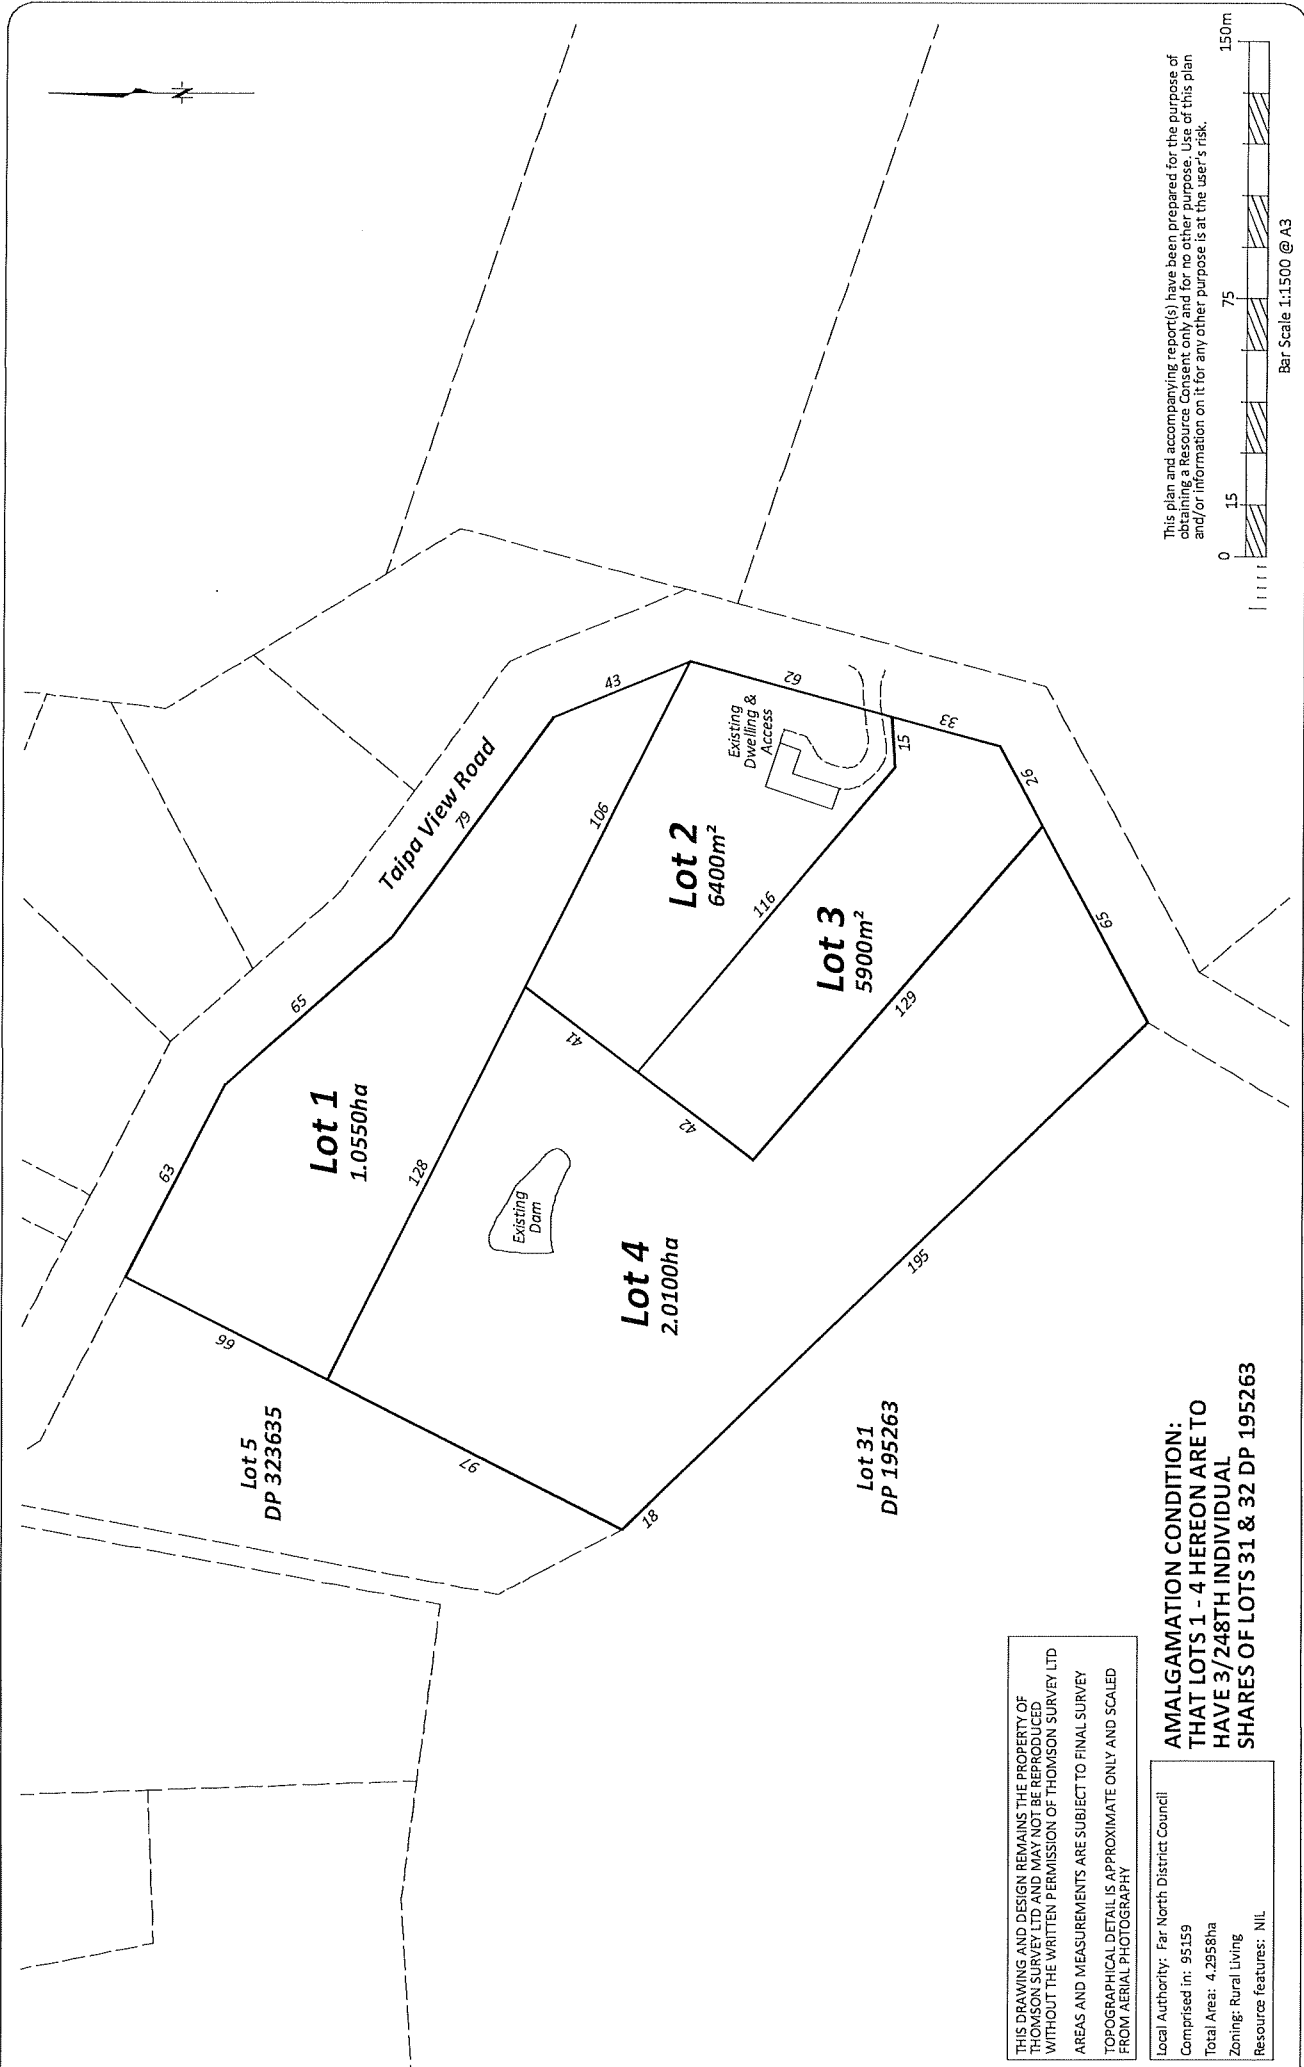 N
Taipa View Road
63
65
79
43
Lot 1
1.0550ha
66
128
106
Lot 5
DP 323635
97
Existing
Dam
41
42
Lot 2
6400m²
Existing
Dwelling &
Access
62
15
33
26
116
Lot 3
5900m²
129
65
Lot 4
2.0100ha
195
18
Lot 31
DP 195263
THIS DRAWING AND DESIGN REMAINS THE PROPERTY OF
THOMSON SURVEY LTD AND MAY NOT BE REPRODUCED
WITHOUT THE WRITTEN PERMISSION OF THOMSON SURVEY LTD
AREAS AND MEASUREMENTS ARE SUBJECT TO FINAL SURVEY
TOPOGRAPHICAL DETAIL IS APPROXIMATE ONLY AND SCALED
FROM AERIAL PHOTOGRAPHY
Local Authority: Far North District Council
Comprised in: 95159
Total Area: 4.2958ha
Zoning: Rural Living
Resource features: NIL
AMALGAMATION CONDITION:
THAT LOTS 1 - 4 HEREON ARE TO
HAVE 3/248TH INDIVIDUAL
SHARES OF LOTS 31 & 32 DP 195263
This plan and accompanying report(s) have been prepared for the purpose of
obtaining a Resource Consent only and for no other purpose. Use of this plan
and/or information on it for any other purpose is at the user's risk.
0 15 75 150m
Bar Scale 1:1500 @ A3